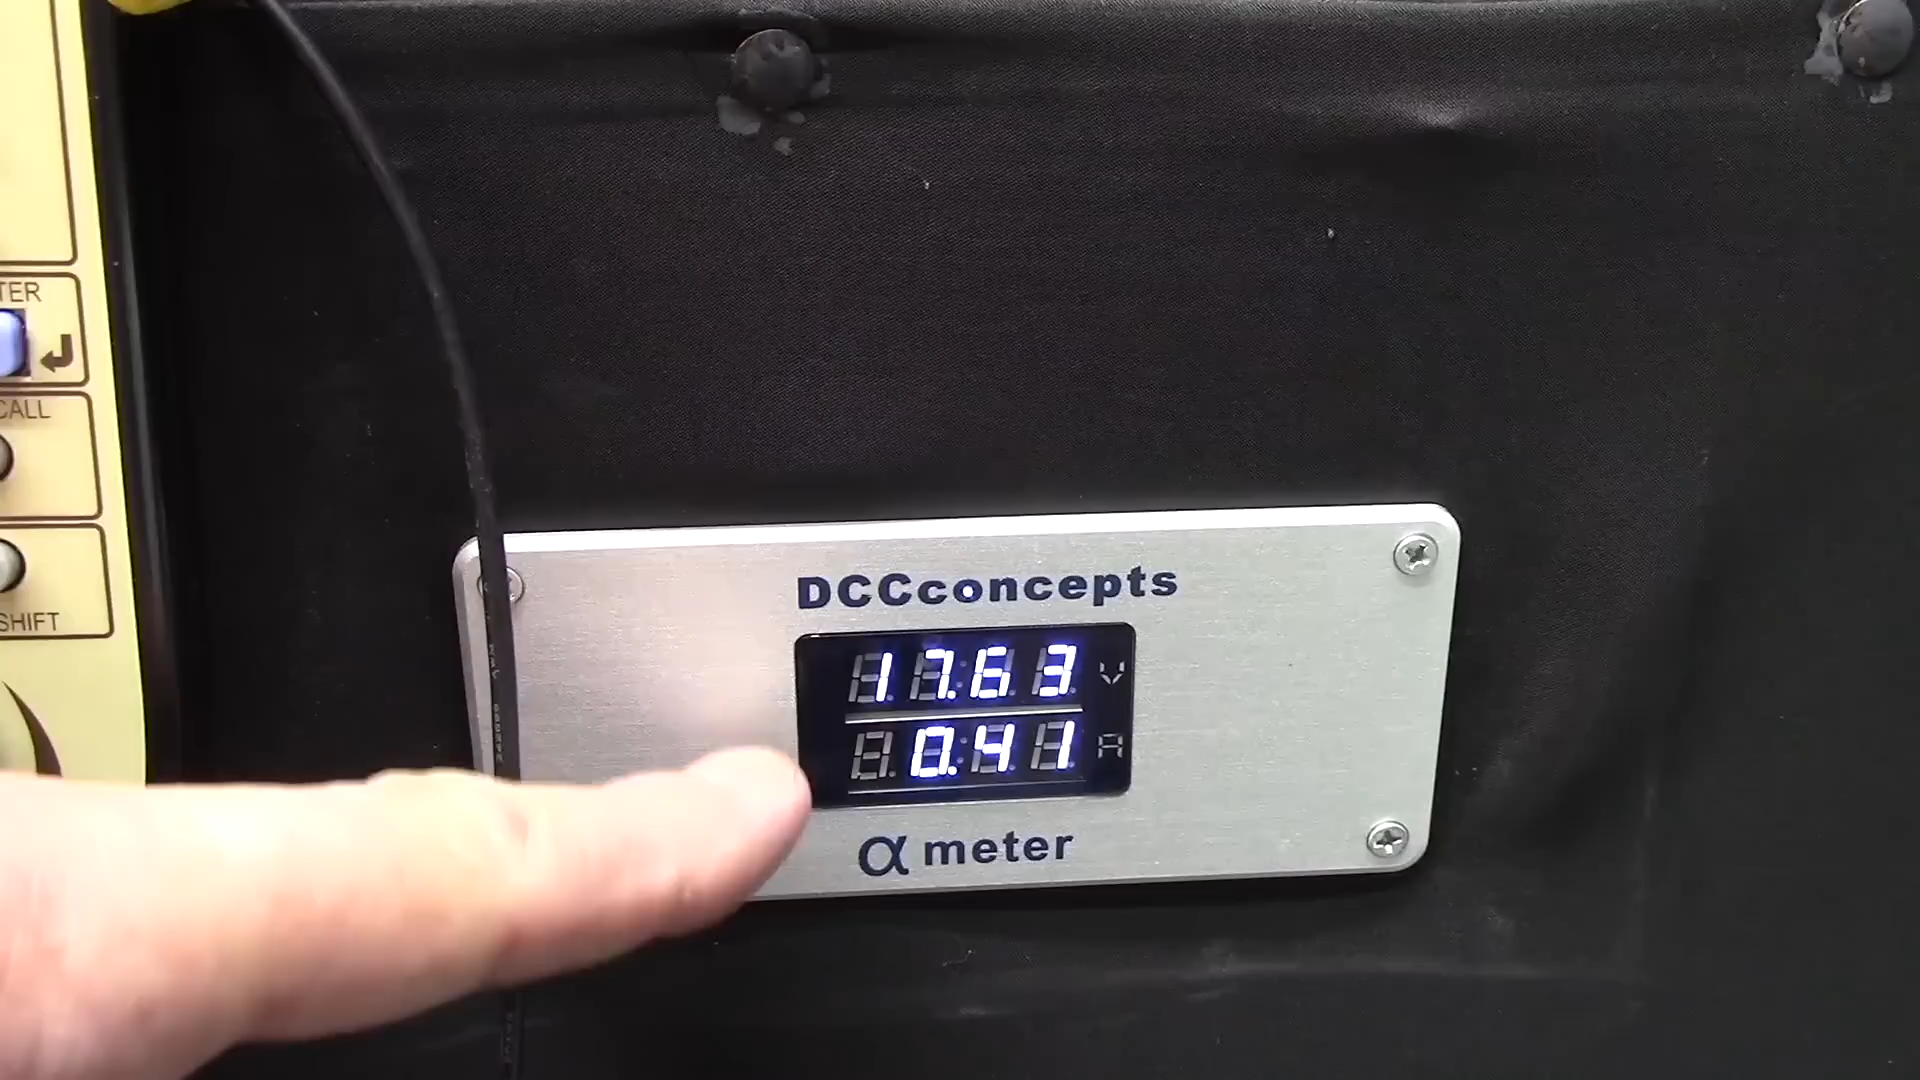 TER
CALL
SHIFT
DCCconcepts
17.63 V
0.41 A
α meter